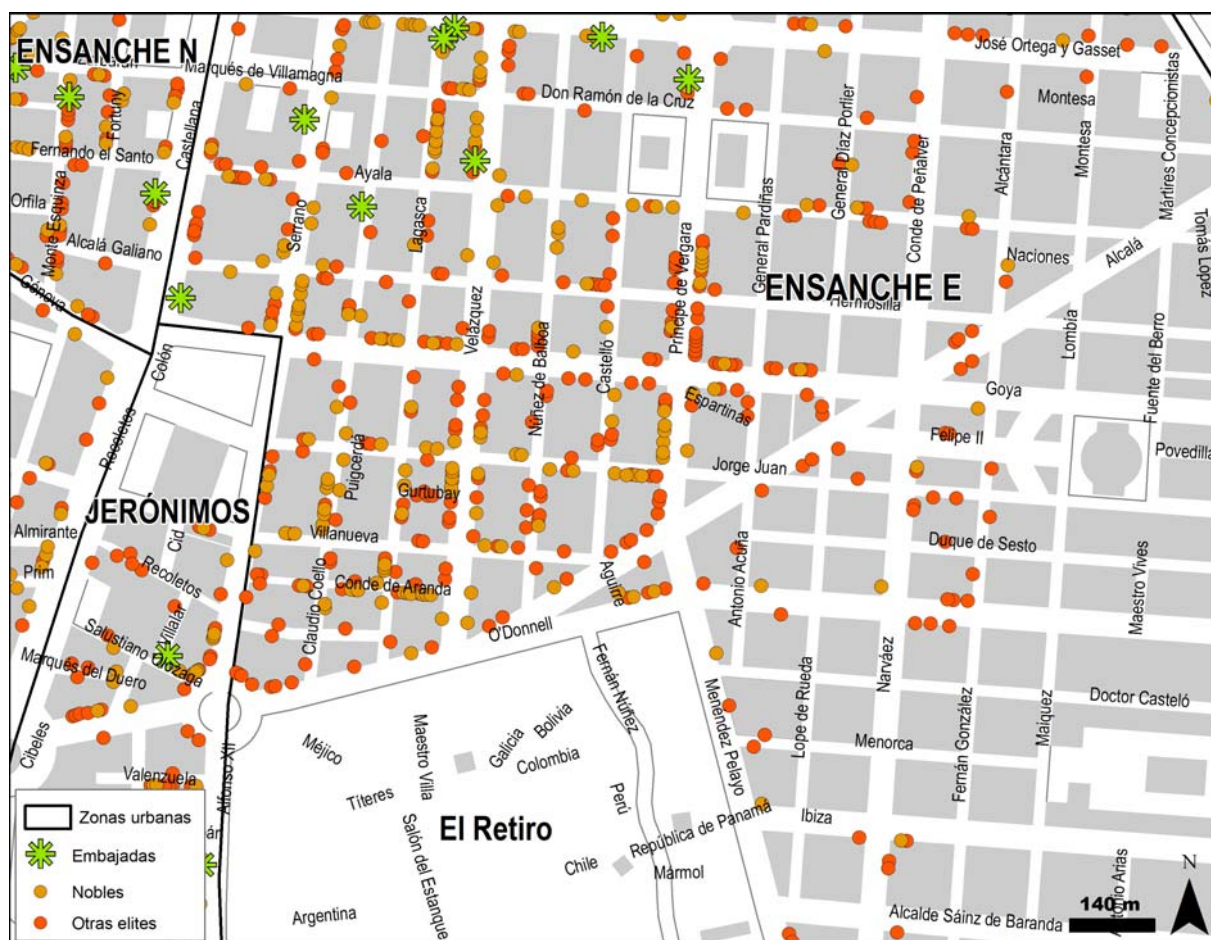 ENSANCHE N
Marqués de Villamagna
José Ortega y Gasset
Don Ramón de la Cruz
Montesa
Fortuny
Castellana
General Díaz Porlier
Mártires Concepcionistas
Fernando el Santo
Ayala
Conde de Peñalver
Alcántara
Montesa
Orfila
Monte Esquinza
Serrano
Lagasca
General Pardiñas
Alcalá Galiano
Príncipe de Vergara
Naciones
Alcalá
Tomás López
Génova
ENSANCHE E
Hermosilla
Velázquez
Núñez de Balboa
Castelló
Lombía
Fuente del Berro
Colón
Goya
Espartinas
Recoletos
Felipe II
Povedilla
Puigcerdá
Jorge Juan
Gurtubay
JERÓNIMOS
Almirante
Cid
Villanueva
Duque de Sesto
Prim
Recoletos
Conde de Aranda
Aguirre
Antonio Acuña
Maestro Vives
Claudio Coello
Villalar
Salustiano Olózaga
O'Donnell
Marqués del Duero
Fernán Núñez
Menéndez Pelayo
Lope de Rueda
Narváez
Doctor Casteló
Fernán González
Maiquez
Cibeles
Méjico
Maestro Villa
Galicia
Bolivia
Colombia
Menorca
Valenzuela
Alfonso XII
Títeres
Perú
República de Panamá
Ibiza
El Retiro
Salón del Estanque
Chile
Mármol
Antonio Arias
Argentina
Alcalde Sáinz de Baranda
Zonas urbanas
Embajadas
Nobles
Otras elites
N
140 m